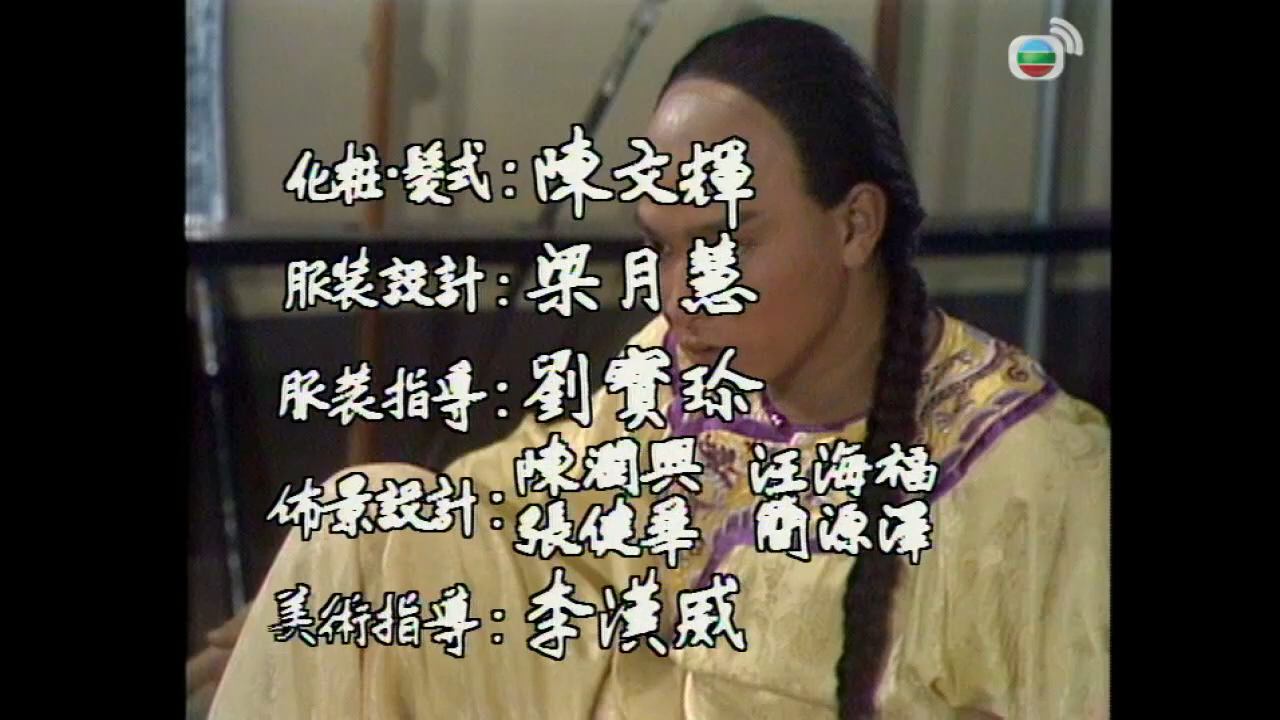 化粧·髮式:陳文輝
服裝設計:梁月慧
服裝指導:劉寶珍
佈景設計:陳潤興 汪海福
張健華 簡源澤
美術指導:李漢威